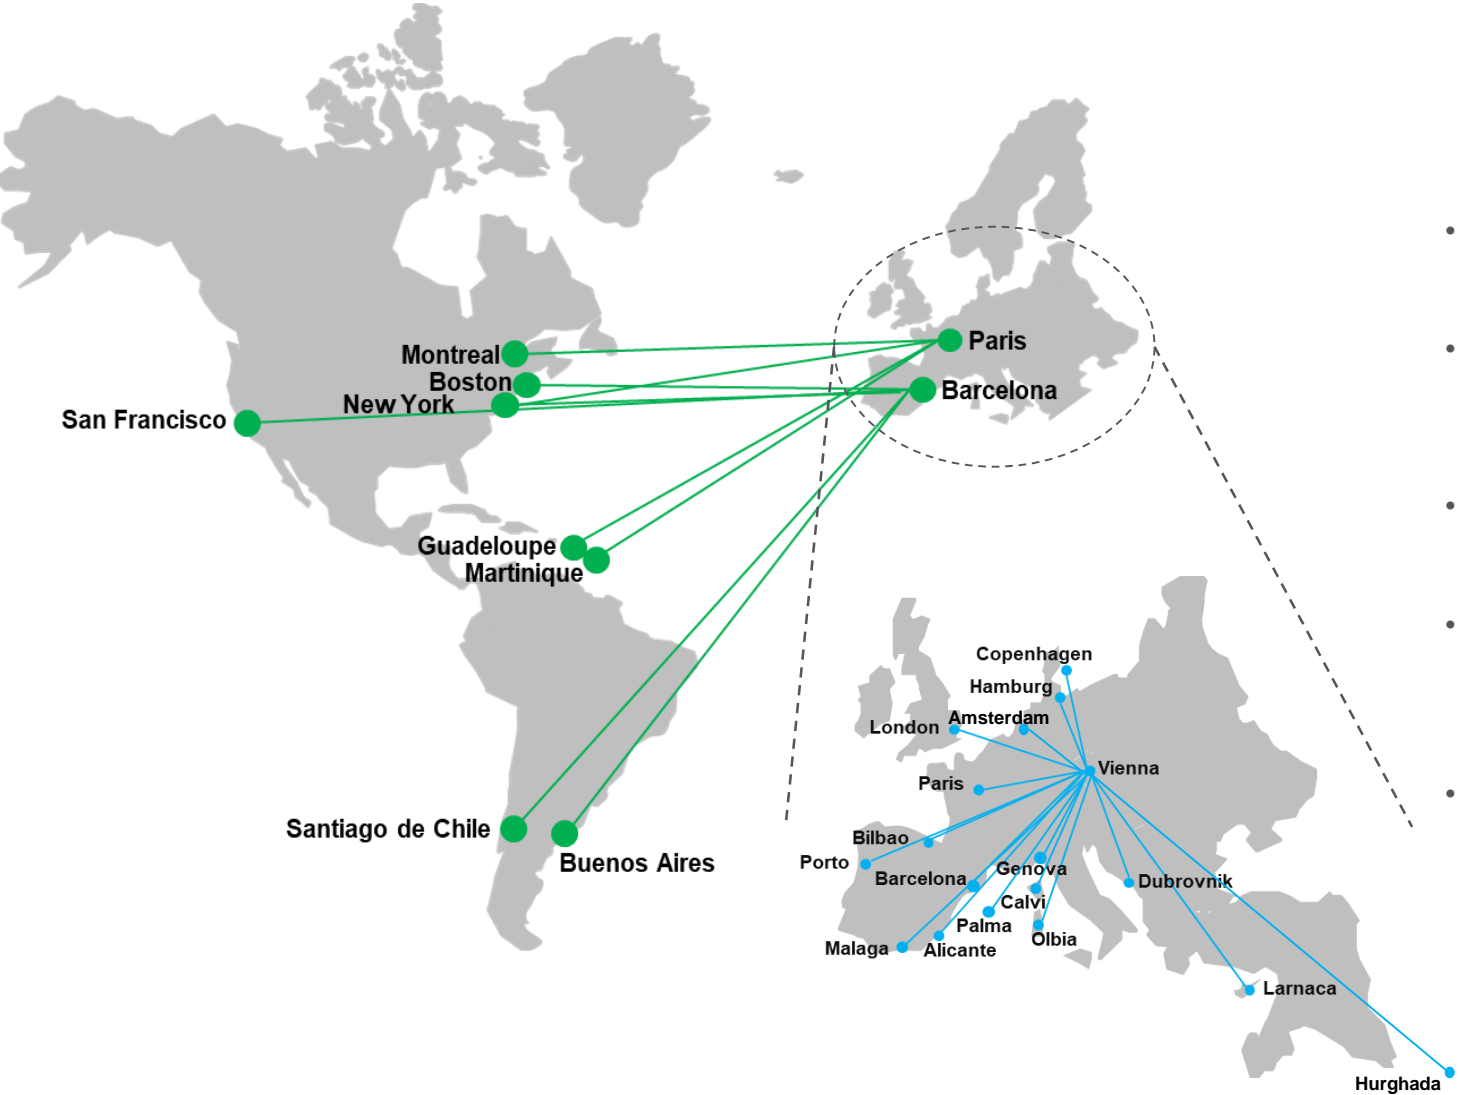 Montreal
Boston
New York
San Francisco
Paris
Barcelona
Guadeloupe
Martinique
Santiago de Chile
Buenos Aires
Copenhagen
Hamburg
Amsterdam
London
Vienna
Paris
Bilbao
Porto
Barcelona
Genova
Dubrovnik
Calvi
Palma
Olbia
Malaga
Alicante
Larnaca
Hurghada